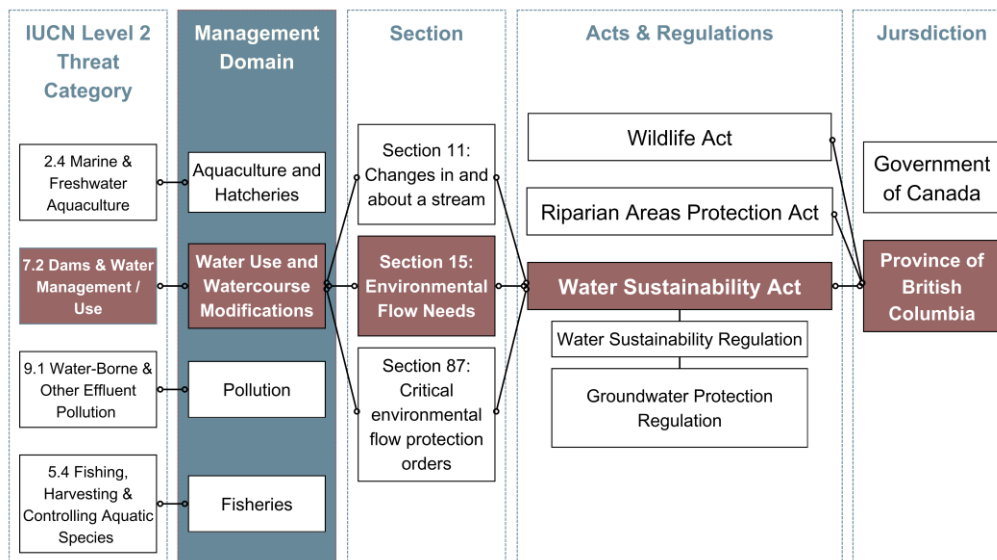 IUCN Level 2
Threat
Category
Management
Domain
Section
Acts & Regulations
Jursdiction
2.4 Marine &
Freshwater
Aquaculture
7.2 Dams & Water
Management /
Use
9.1 Water-Borne &
Other Effluent
Pollution
5.4 Fishing,
Harvesting &
Controlling Aquatic
Species
Aquaculture and
Hatcheries
Water Use and
Watercourse
Modifications
Pollution
Fisheries
Section 11:
Changes in and
about a stream
Section 15:
Environmental
Flow Needs
Section 87:
Critical
environmental
flow protection
orders
Wildlife Act
Riparian Areas Protection Act
Water Sustainability Act
Water Sustainability Regulation
Groundwater Protection
Regulation
Government
of Canada
Province of
British
Columbia